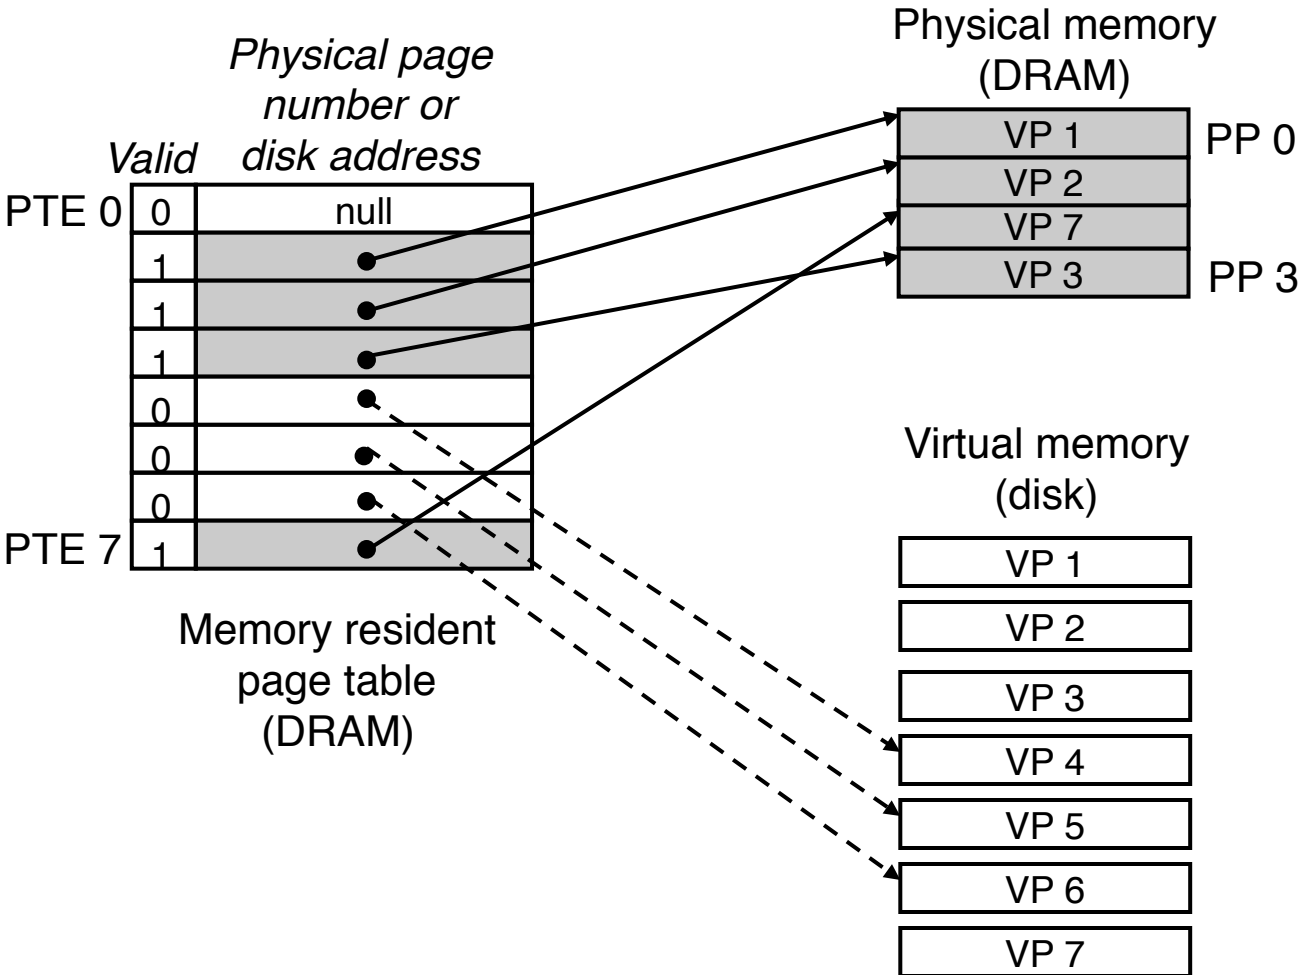 Physical page
number or
disk address
Valid
PTE 0
0
null
1
1
1
0
0
0
PTE 7
1
Memory resident
page table
(DRAM)
Physical memory
(DRAM)
VP 1
PP 0
VP 2
VP 7
VP 3
PP 3
Virtual memory
(disk)
VP 1
VP 2
VP 3
VP 4
VP 5
VP 6
VP 7